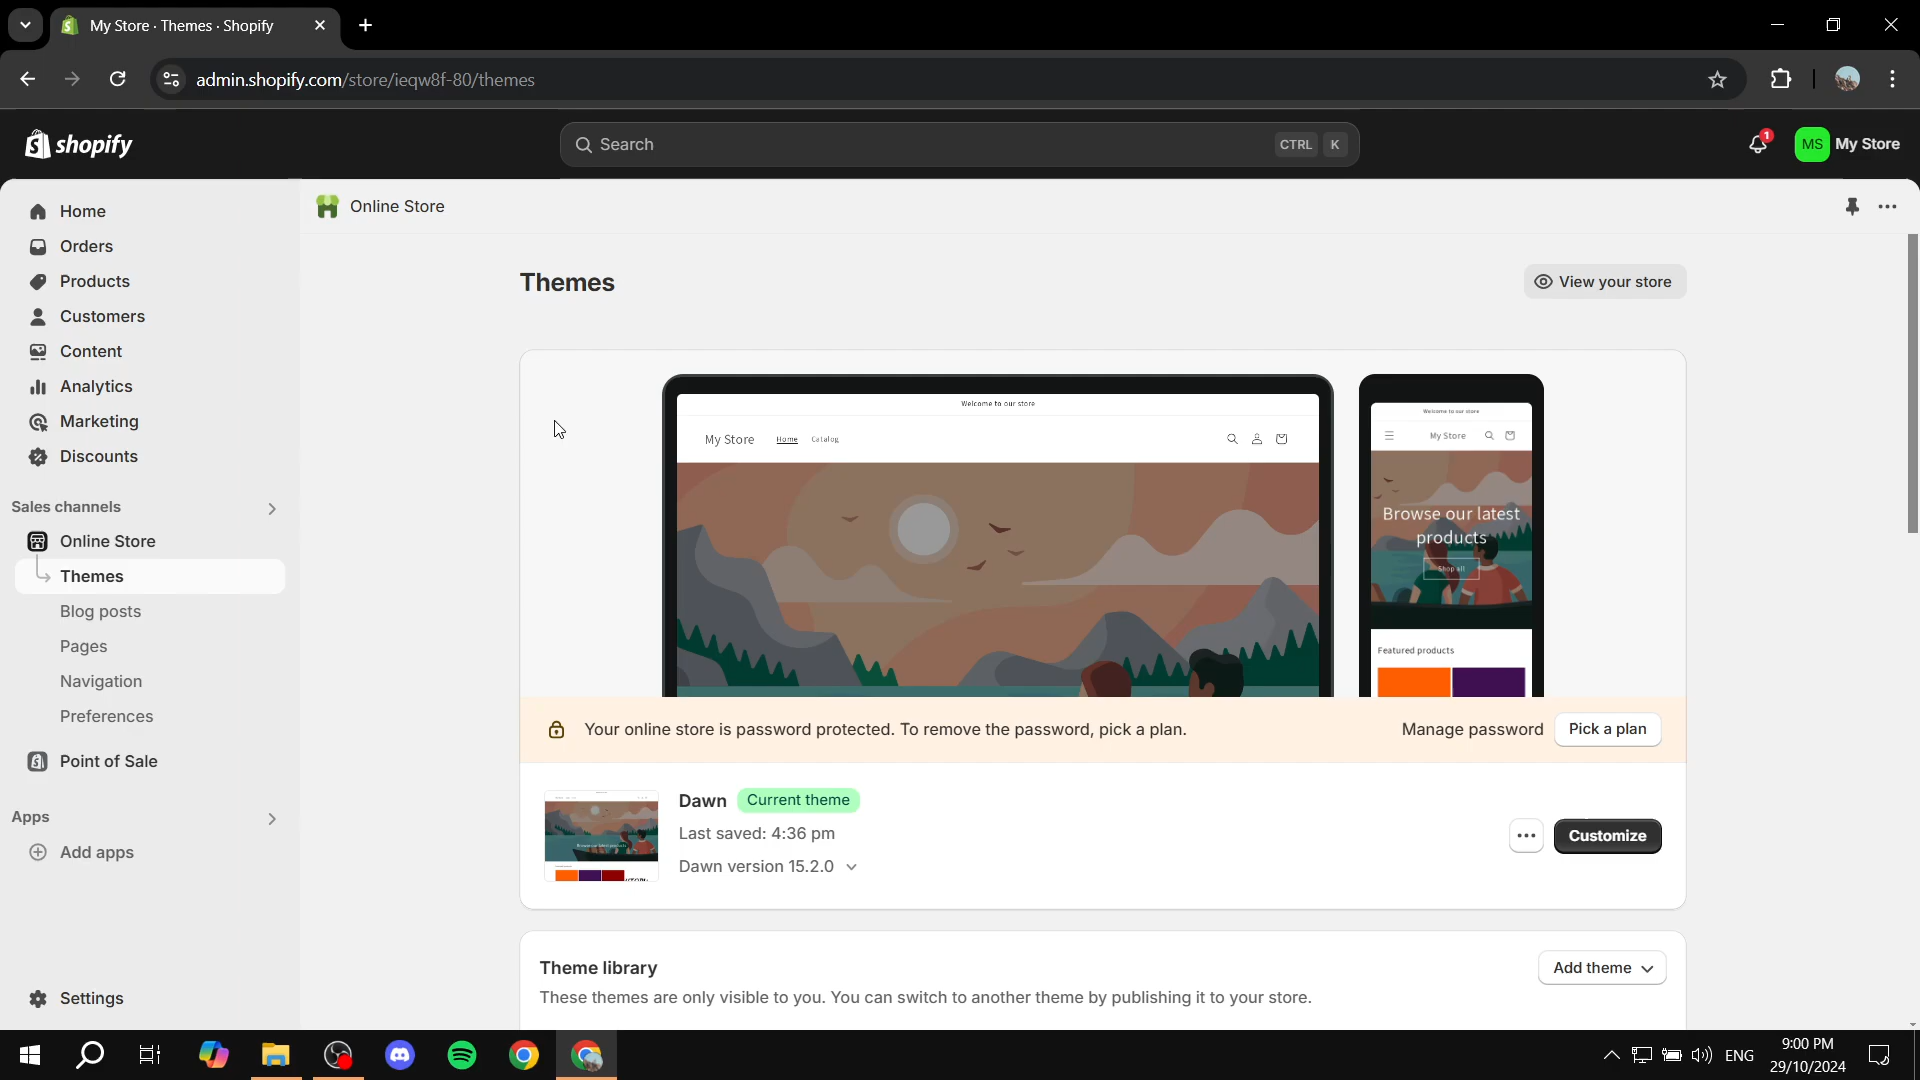 My Store · Themes · Shopify
admin.shopify.com/store/ieqw8f-80/themes
shopify
Search
CTRL K
1
MS
My Store
Home
Orders
Products
Customers
Content
Analytics
Marketing
Discounts
Sales channels
Online Store
Themes
Blog posts
Pages
Navigation
Preferences
Point of Sale
Apps
Add apps
Settings
Online Store
Themes
View your store
Welcome to our store
My Store
Home
Catalog
Welcome to our store
My Store
Browse our latest
products
Shop all
Featured products
Your online store is password protected. To remove the password, pick a plan.
Manage password
Pick a plan
Dawn
Current theme
Last saved: 4:36 pm
Dawn version 15.2.0
Customize
Theme library
Add theme
These themes are only visible to you. You can switch to another theme by publishing it to your store.
ENG
9:00 PM
29/10/2024